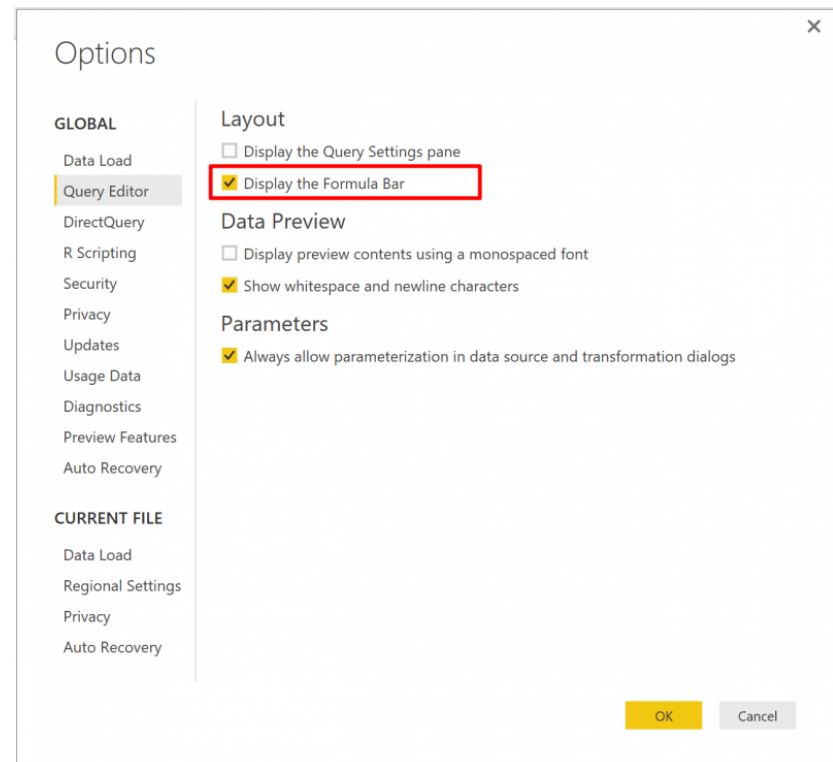 Options
GLOBAL
Data Load
Query Editor
DirectQuery
R Scripting
Security
Privacy
Updates
Usage Data
Diagnostics
Preview Features
Auto Recovery
CURRENT FILE
Data Load
Regional Settings
Privacy
Auto Recovery
Layout
Display the Query Settings pane
Display the Formula Bar
Data Preview
Display preview contents using a monospaced font
Show whitespace and newline characters
Parameters
Always allow parameterization in data source and transformation dialogs
OK
Cancel